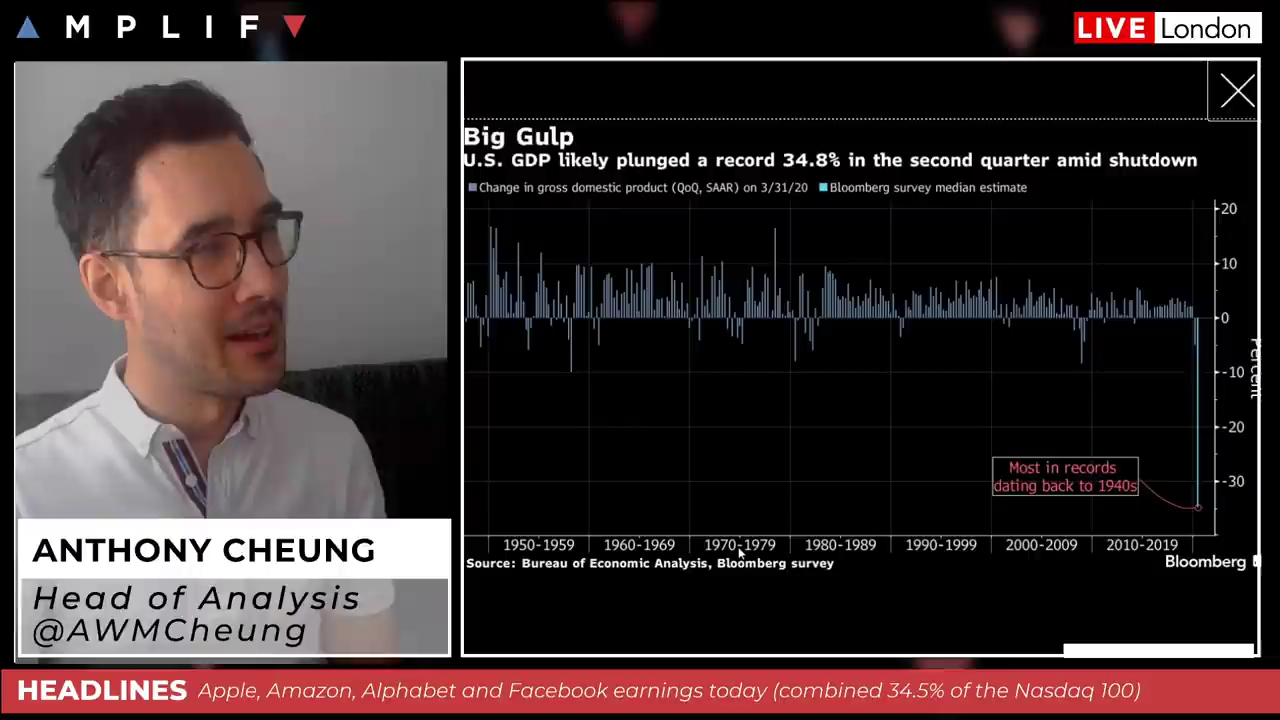 AMPLIFY
LIVE London
Big Gulp
U.S. GDP likely plunged a record 34.8% in the second quarter amid shutdown
Change in gross domestic product (QoQ, SAAR) on 3/31/20 Bloomberg survey median estimate
20
10
0
-10
-20
-30
Percent
Most in records
dating back to 1940s
1950-1959 1960-1969 1970-1979 1980-1989 1990-1999 2000-2009 2010-2019
Source: Bureau of Economic Analysis, Bloomberg survey
Bloomberg
ANTHONY CHEUNG
Head of Analysis
@AWMCheung
HEADLINES Apple, Amazon, Alphabet and Facebook earnings today (combined 34.5% of the Nasdaq 100)